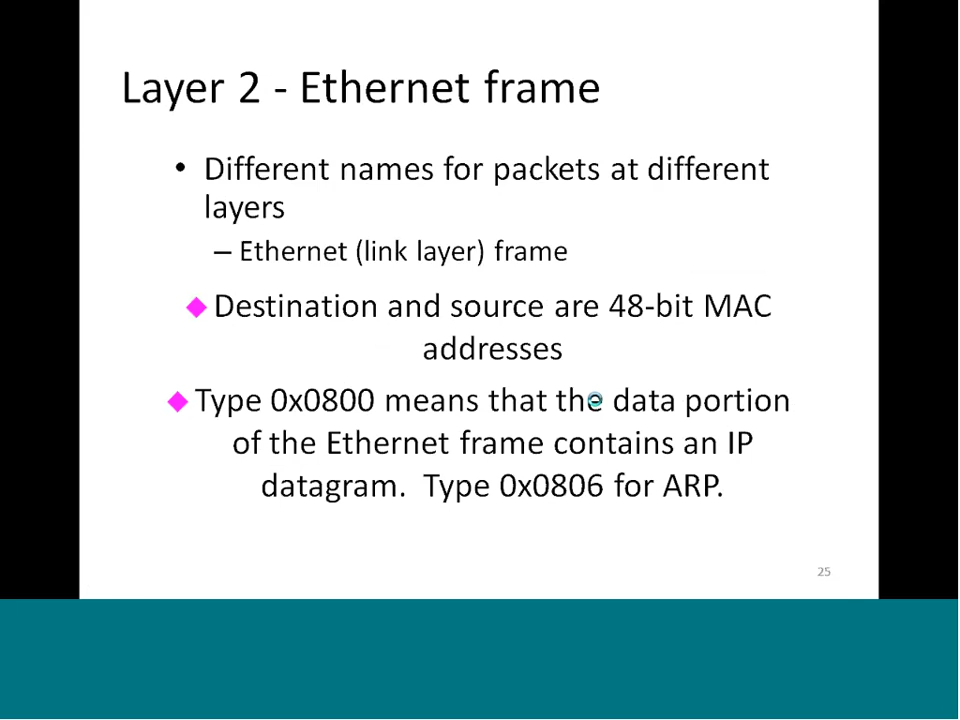 Layer 2 - Ethernet frame
• Different names for packets at different
layers
– Ethernet (link layer) frame
◆ Destination and source are 48-bit MAC
addresses
◆ Type 0x0800 means that the data portion
of the Ethernet frame contains an IP
datagram. Type 0x0806 for ARP.
25